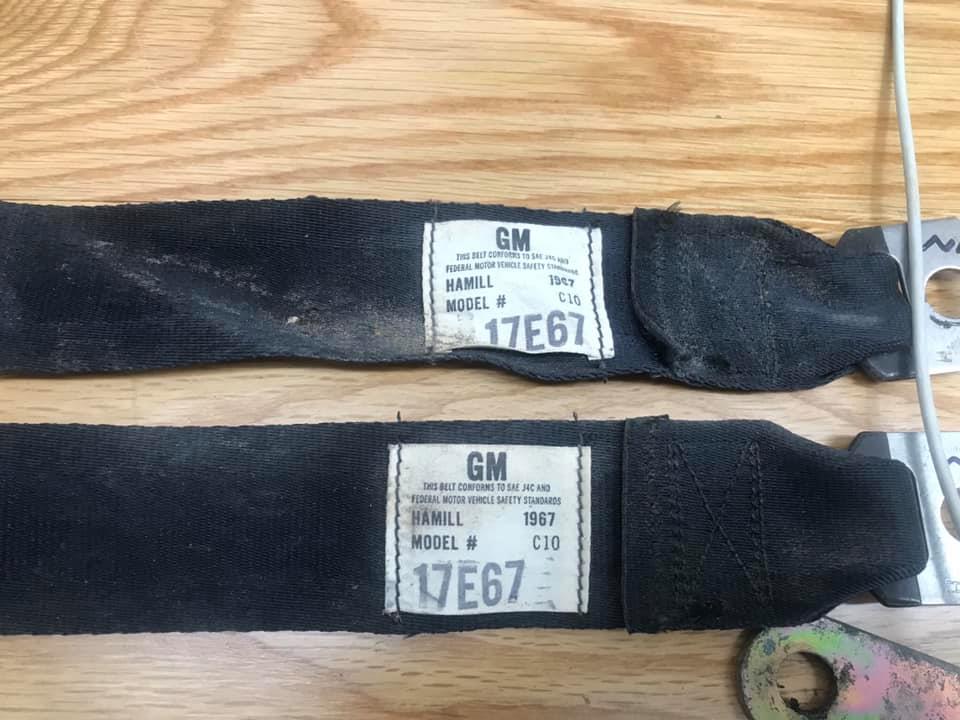 GM
THIS BELT CONFORMS TO SAE J4C AND
FEDERAL MOTOR VEHICLE SAFETY STANDARDS
HAMILL 1967
MODEL # C10
17E67
GM
THIS BELT CONFORMS TO SAE J4C AND
FEDERAL MOTOR VEHICLE SAFETY STANDARDS
HAMILL 1967
MODEL # C10
17E67